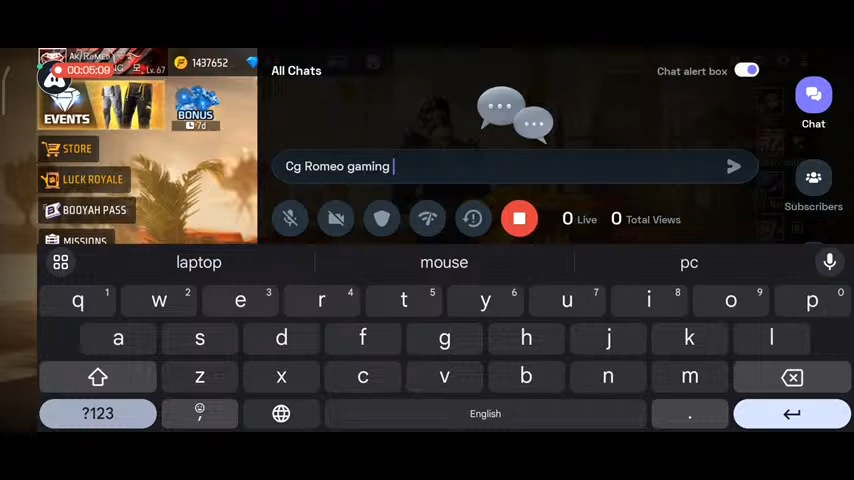 Lv.67
00:05:09
1437652
All Chats
Chat alert box
EVENTS
BONUS
7d
Chat
STORE
Cg Romeo gaming
LUCK ROYALE
Subscribers
BOOYAH PASS
0 Live 0 Total Views
MISSIONS
laptop mouse pc
q 1 w 2 e 3 r 4 t 5 y 6 u 7 i 8 o 9 p 0
a s d f g h j k l
z x c v b n m
?123 , English .